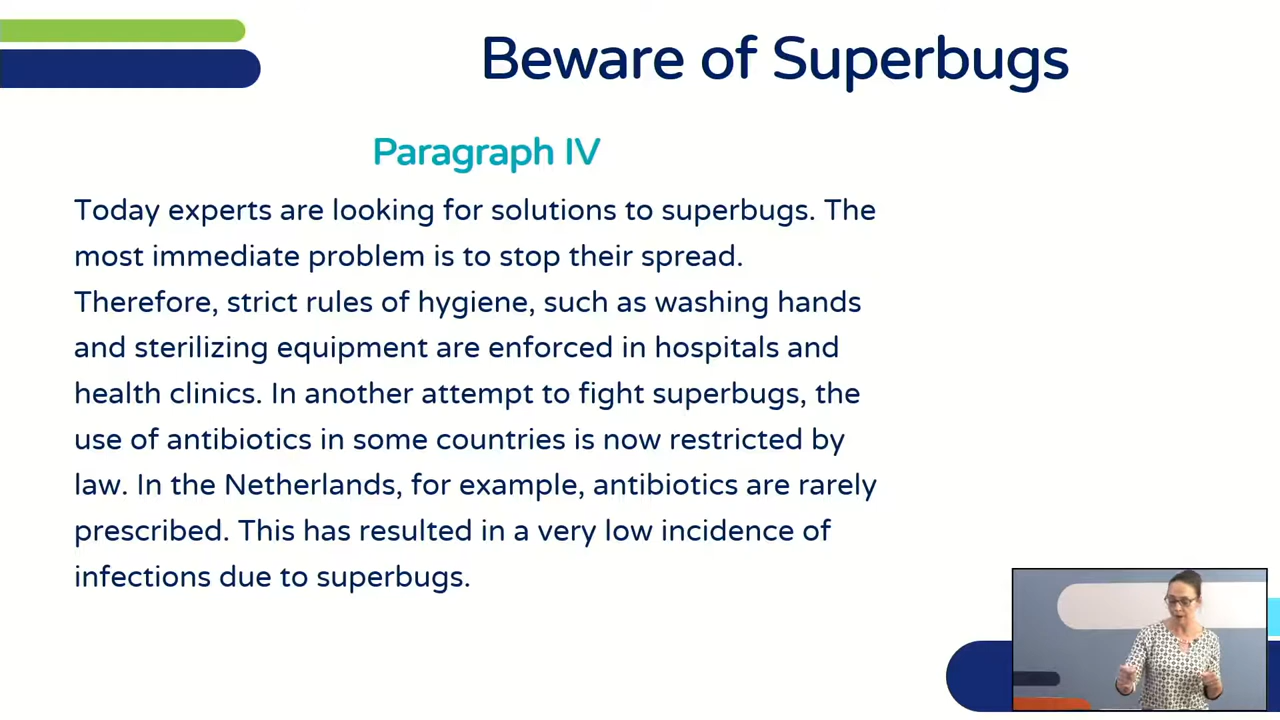 Beware of Superbugs
Paragraph IV
Today experts are looking for solutions to superbugs. The
most immediate problem is to stop their spread.
Therefore, strict rules of hygiene, such as washing hands
and sterilizing equipment are enforced in hospitals and
health clinics. In another attempt to fight superbugs, the
use of antibiotics in some countries is now restricted by
law. In the Netherlands, for example, antibiotics are rarely
prescribed. This has resulted in a very low incidence of
infections due to superbugs.